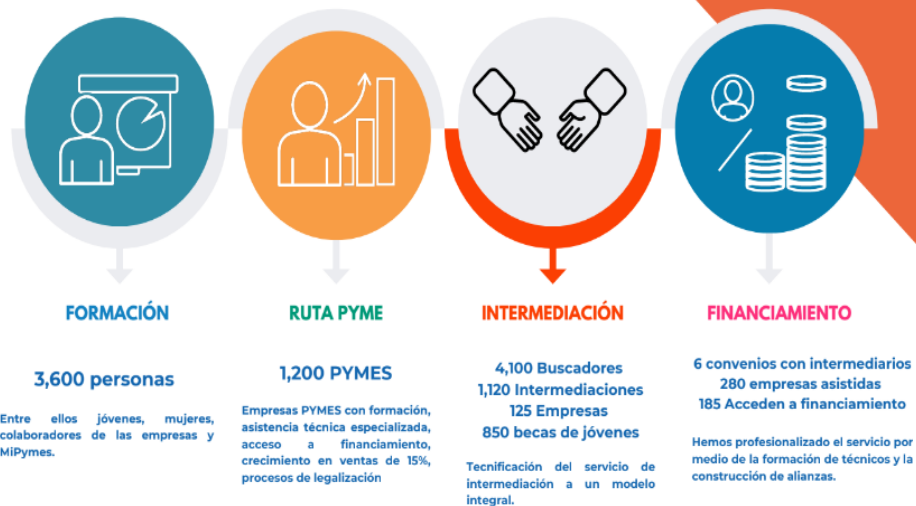 FORMACIÓN
3,600 personas
Entre ellos jóvenes, mujeres,
colaboradores de las empresas y
MiPymes.
RUTA PYME
1,200 PYMES
Empresas PYMES con formación,
asistencia técnica especializada,
acceso a financiamiento,
crecimiento en ventas de 15%,
procesos de legalización
INTERMEDIACIÓN
4,100 Buscadores
1,120 Intermediaciones
125 Empresas
850 becas de jóvenes
Tecnificación del servicio de
intermediación a un modelo
integral.
FINANCIAMIENTO
6 convenios con intermediarios
280 empresas asistidas
185 Acceden a financiamiento
Hemos profesionalizado el servicio por
medio de la formación de técnicos y la
construcción de alianzas.